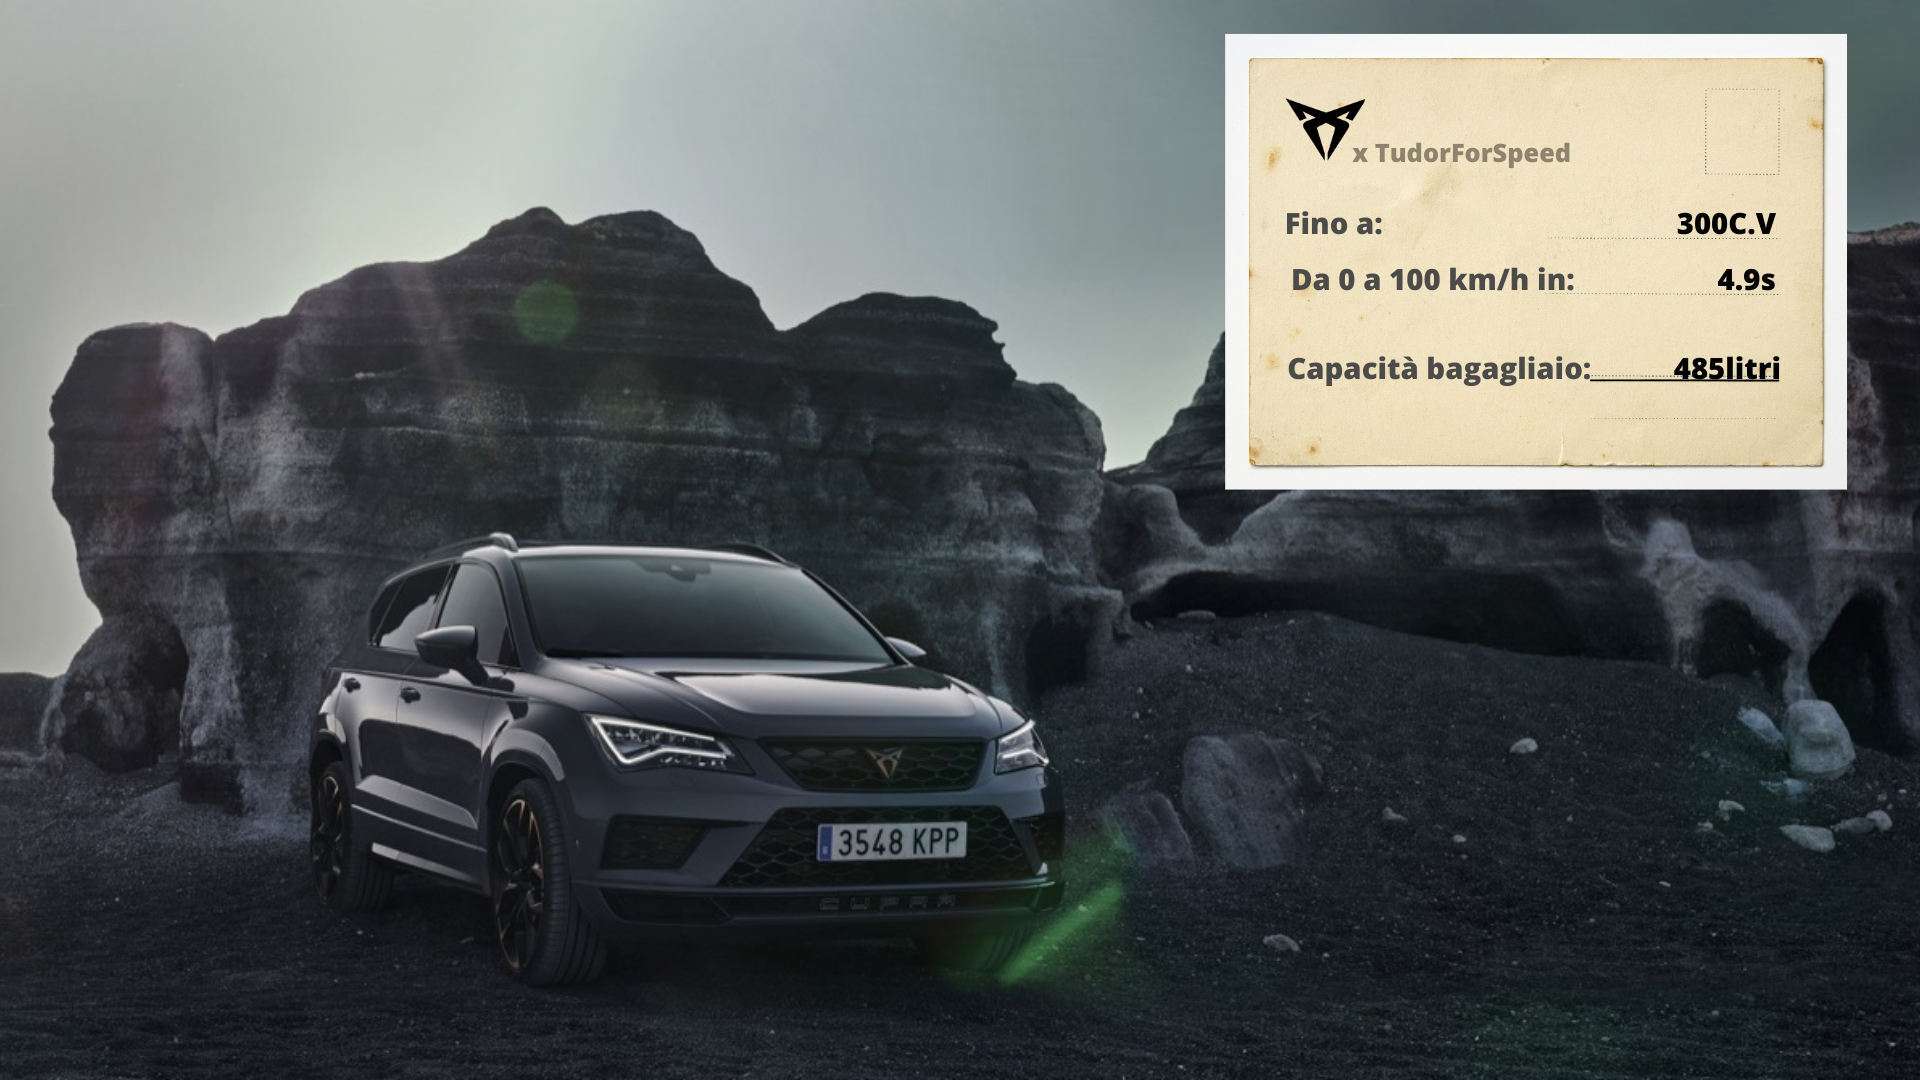 x TudorForSpeed
Fino a: 300C.V
Da 0 a 100 km/h in: 4.9s
Capacità bagagliaio: 485litri
3548 KPP
CUPRA